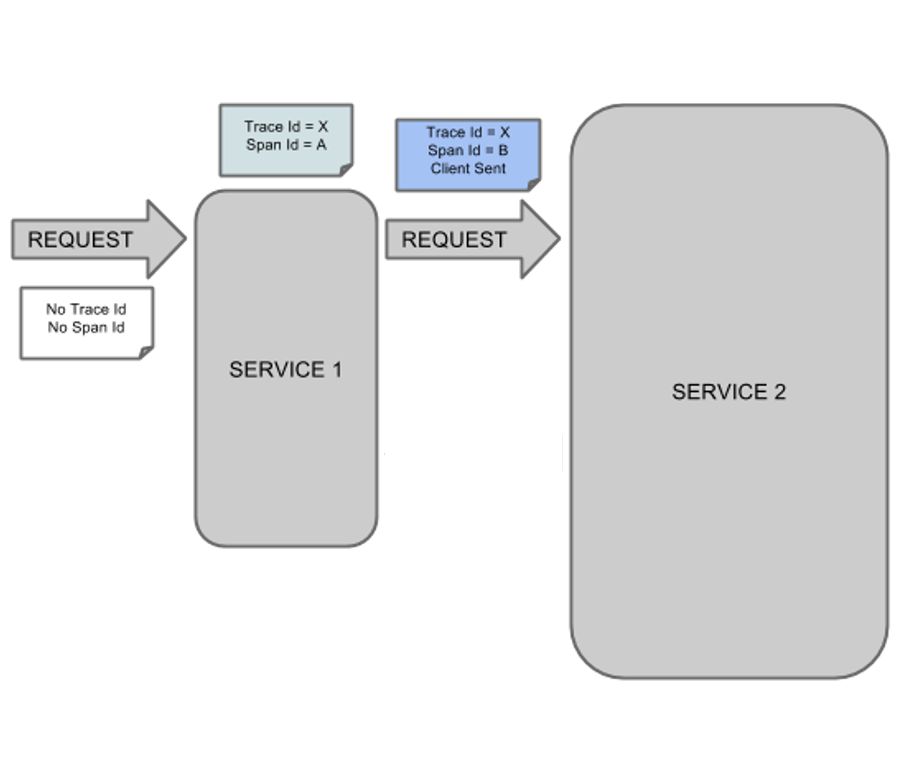 Trace Id = X
Span Id = A
Trace Id = X
Span Id = B
Client Sent
REQUEST
REQUEST
No Trace Id
No Span Id
SERVICE 1
SERVICE 2